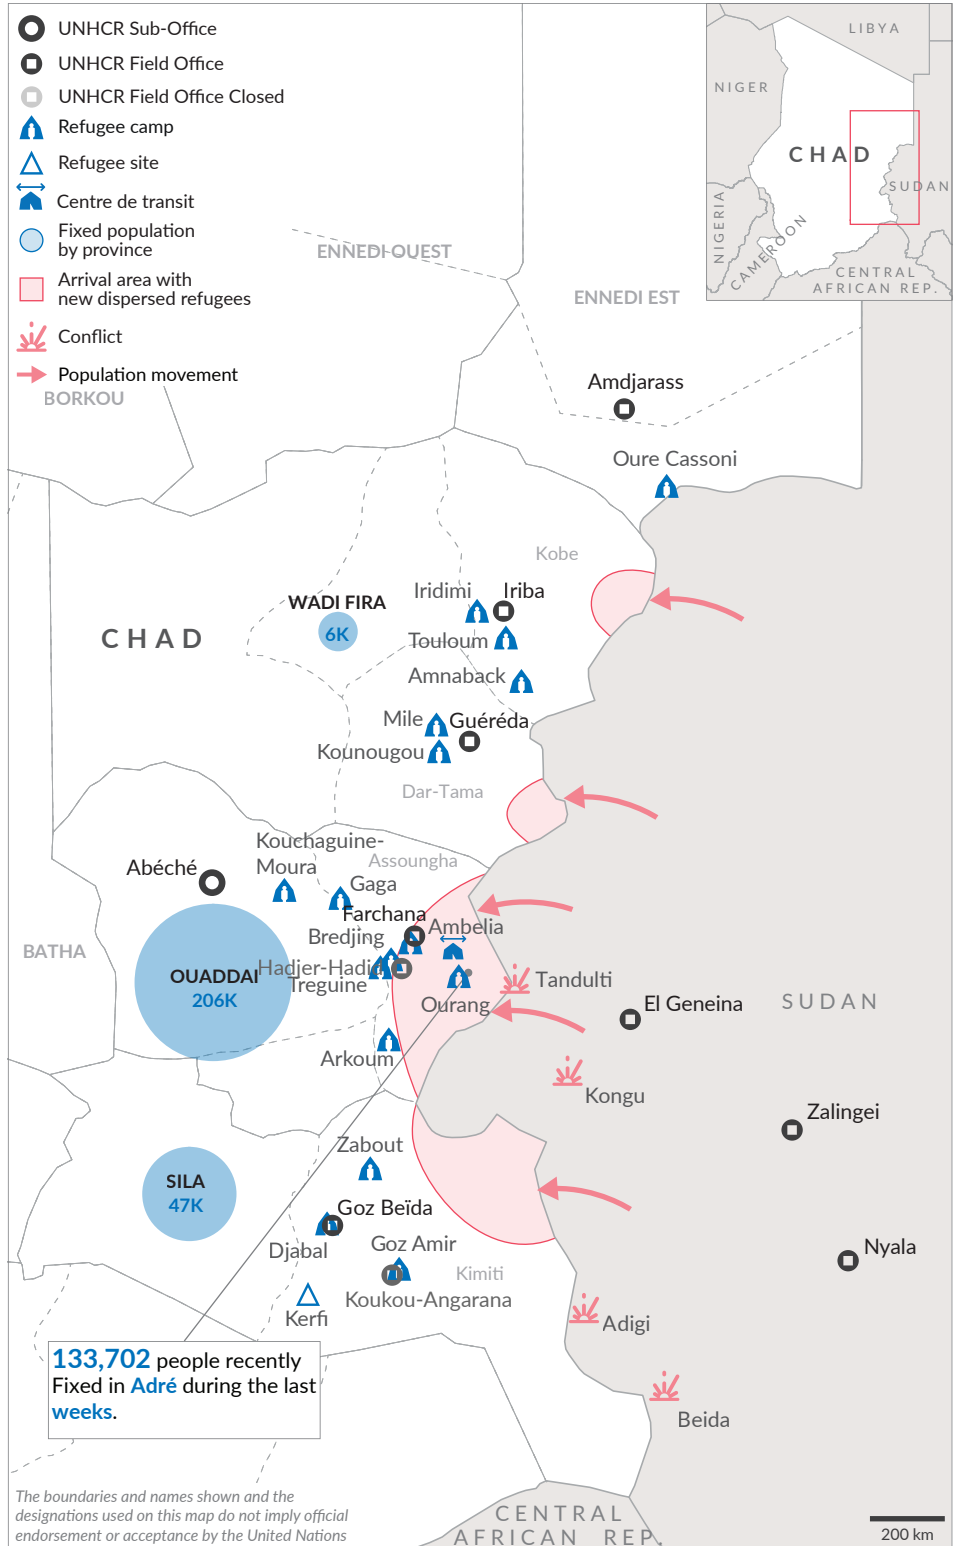 UNHCR Sub-Office
UNHCR Field Office
UNHCR Field Office Closed
Refugee camp
Refugee site
Centre de transit
Fixed population
by province
Arrival area with
new dispersed refugees
Conflict
Population movement
LIBYA
NIGER
CHAD
SUDAN
NIGERIA
CAMEROON
CENTRAL
AFRICAN REP.
ENNEDI OUEST
ENNEDI EST
BORKOU
Amdjarass
Oure Cassoni
Kobe
Iridimi
Iriba
WADI FIRA
6K
CHAD
Touloum
Amnaback
Mile
Guéréda
Kounougou
Dar-Tama
Kouchaguine-
Moura
Assoungha
Abéché
Gaga
Farchana
Ambelia
Bredjing
BATHA
Hadjer-Hadid
Treguine
OUADDAI
206K
Ourang
Tandulti
El Geneina
SUDAN
Arkoum
Kongu
Zalingei
Zabout
SILA
47K
Goz Beïda
Djabal
Goz Amir
Kimiti
Nyala
Koukou-Angarana
Kerfi
Adigi
133,702 people recently
Fixed in Adré during the last
weeks.
Beida
The boundaries and names shown and the
designations used on this map do not imply official
endorsement or acceptance by the United Nations
CENTRAL
AFRICAN REP.
200 km